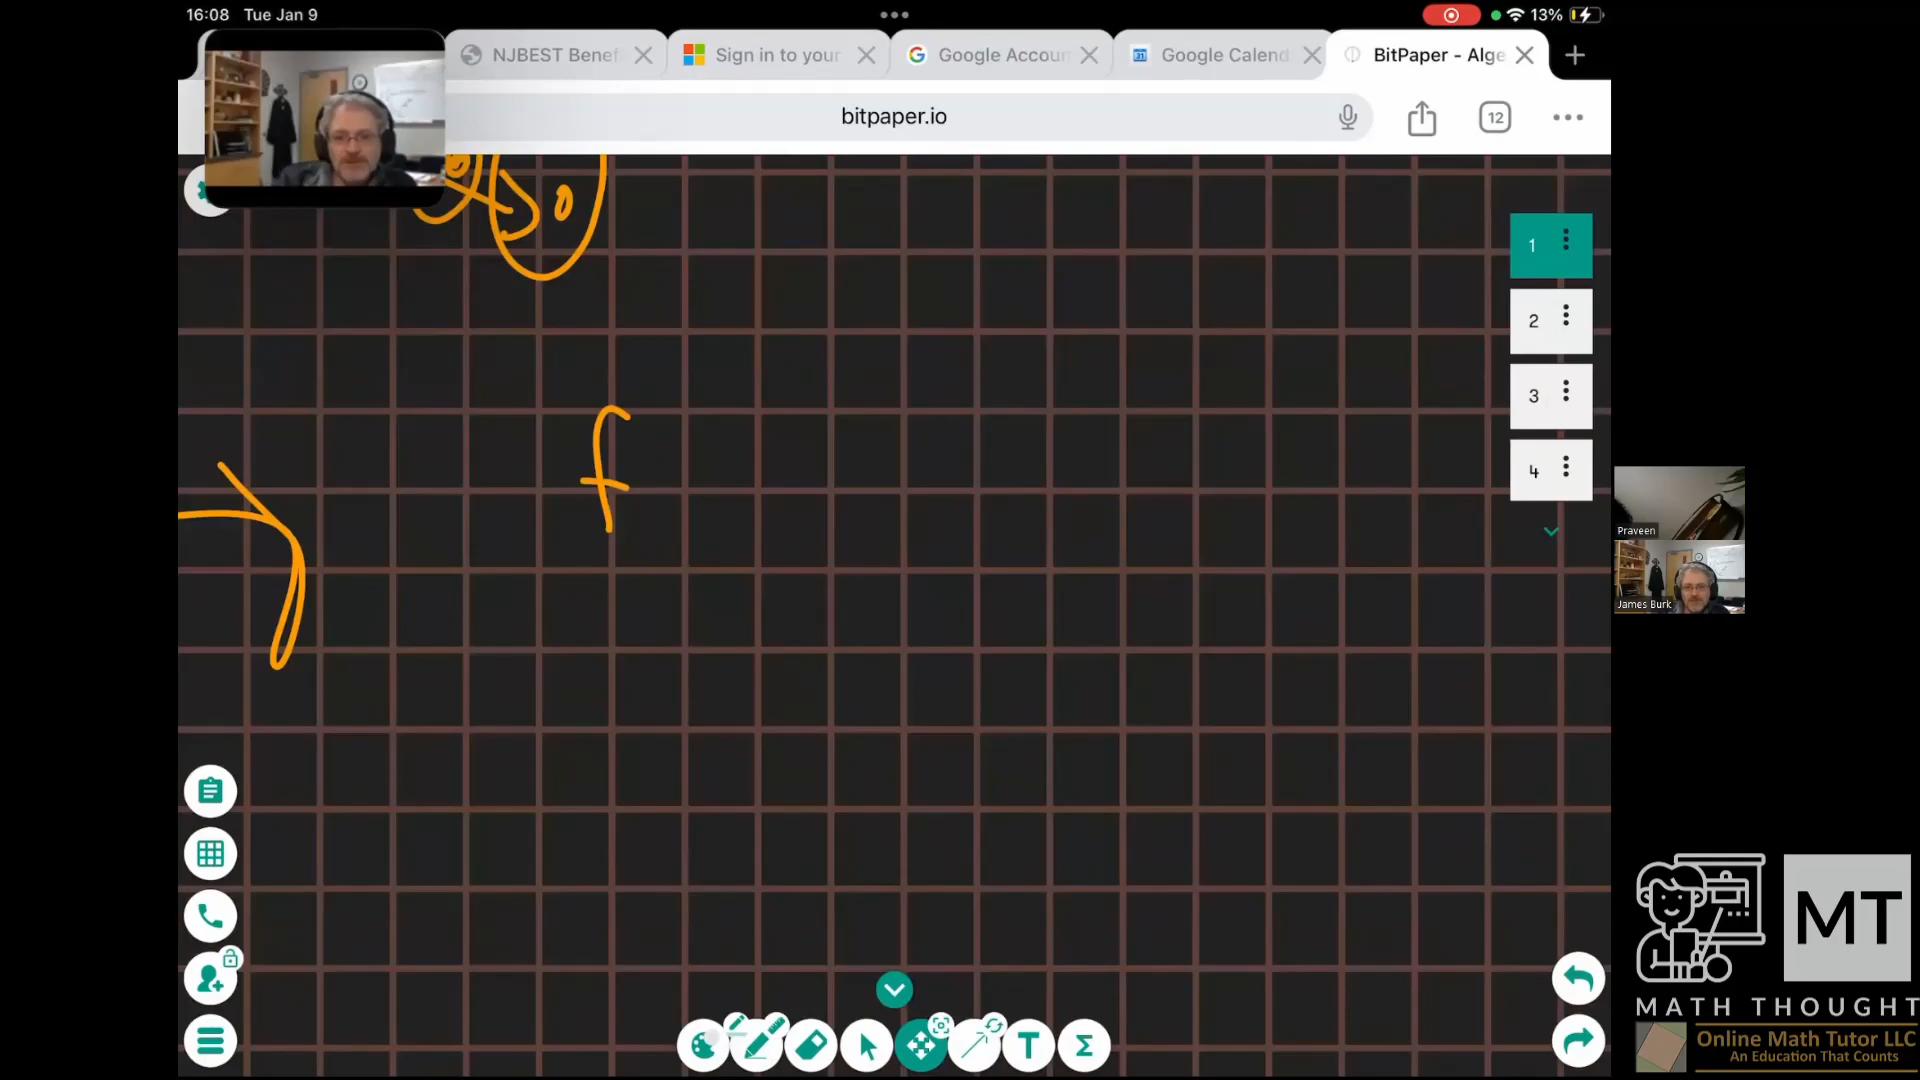 16:08 Tue Jan 9
13%
NJBEST Benef
Sign in to your
Google Accoun
Google Calend
BitPaper - Alge
bitpaper.io
12
1
f
2
3
4
Praveen
James Burk
T
Σ
MT
MATH THOUGHT
Online Math Tutor LLC
An Education That Counts